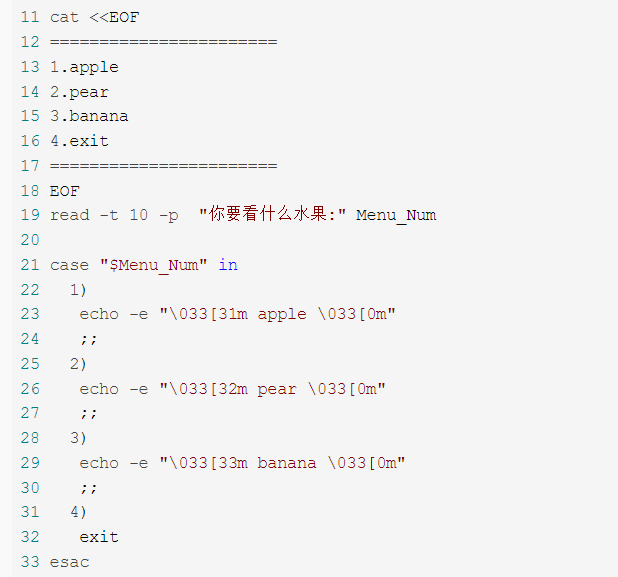 11 cat <<EOF
12 =======================
13 1.apple
14 2.pear
15 3.banana
16 4.exit
17 =======================
18 EOF
19 read -t 10 -p  "你要看什么水果:" Menu_Num
20
21 case "$Menu_Num" in
22   1)
23    echo -e "\033[31m apple \033[0m"
24    ;;
25   2)
26    echo -e "\033[32m pear \033[0m"
27    ;;
28   3)
29    echo -e "\033[33m banana \033[0m"
30    ;;
31   4)
32    exit
33 esac